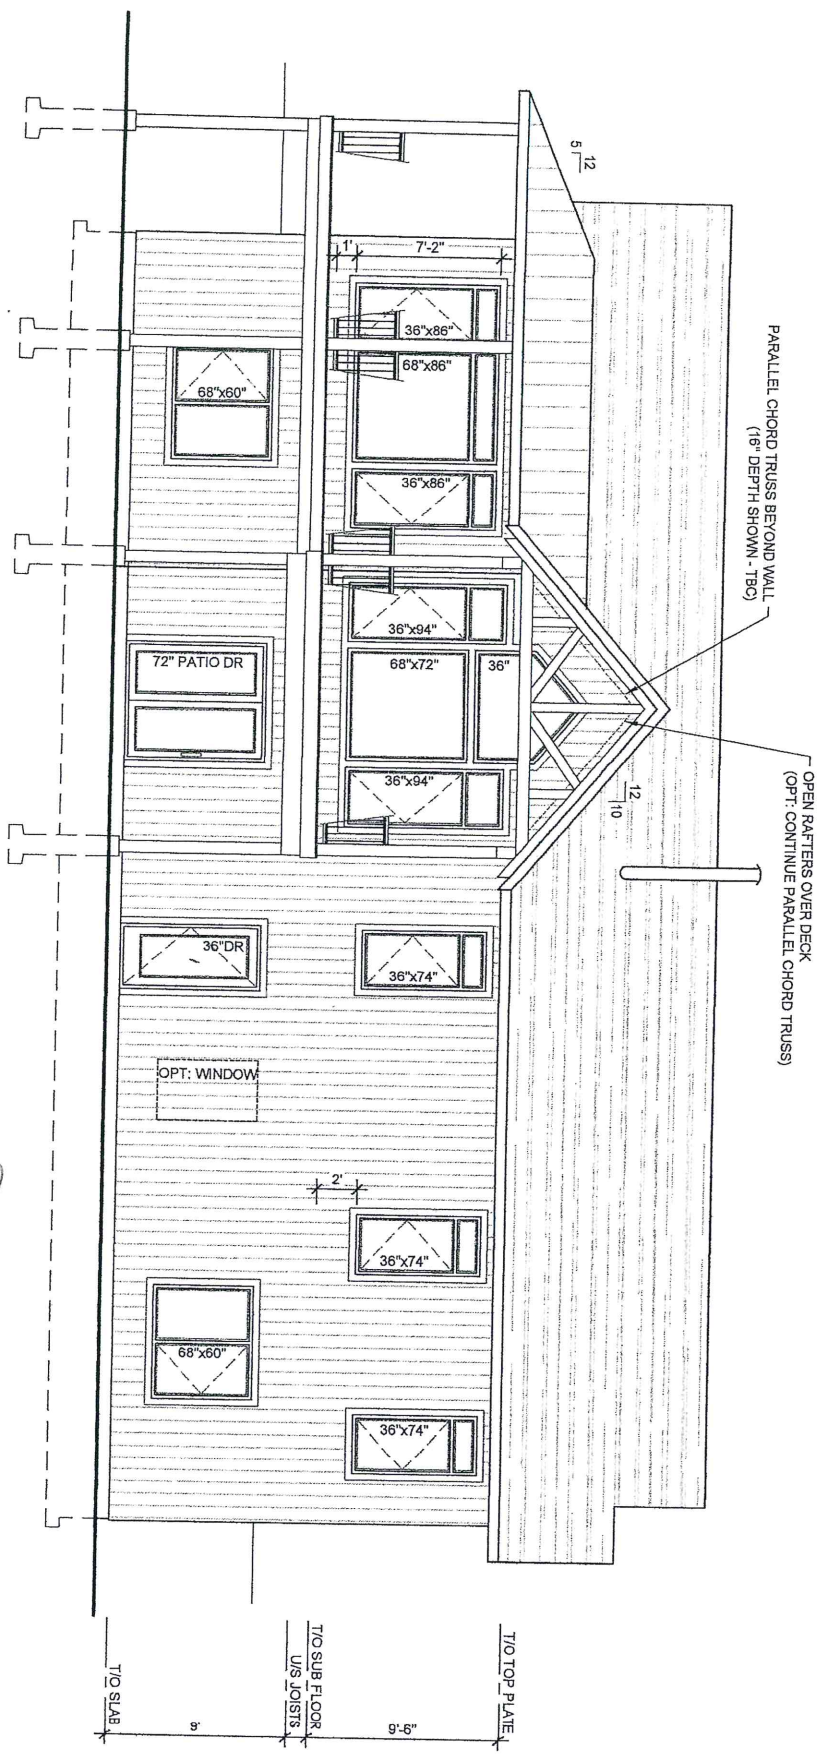 PARALLEL CHORD TRUSS BEYOND WALL
(16" DEPTH SHOWN - TBC)
OPEN RAFTERS OVER DECK
(OPT: CONTINUE PARALLEL CHORD TRUSS)
12
5
12
10
7'-2"
1'
36"x86"
68"x86"
36"x86"
68"x60"
36"x94"
68"x72"
36"
36"x94"
72" PATIO DR
36"DR
36"x74"
OPT: WINDOW
2'
36"x74"
68"x60"
36"x74"
T/O TOP PLATE
9'-6"
T/O SUB FLOOR
U/S JOISTS
9'
T/O SLAB